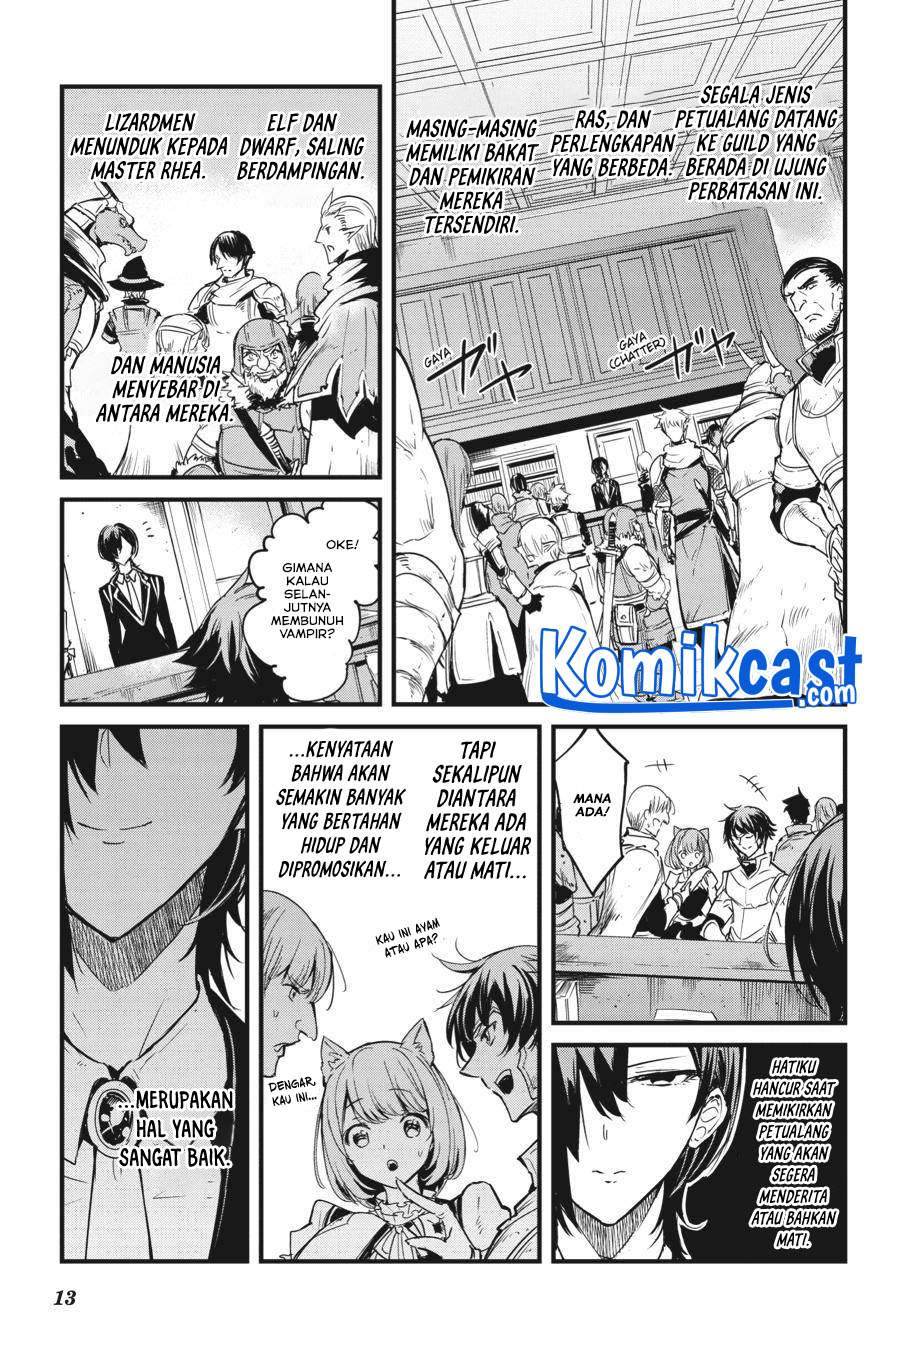 SEGALA JENIS
PETUALANG DATANG
KE GUILD YANG
BERADA DI UJUNG
PERBATASAN INI.
RAS, DAN
PERLENGKAPAN
YANG BERBEDA.
MASING-MASING
MEMILIKI BAKAT
DAN PEMIKIRAN
MEREKA
TERSENDIRI.
GAYA
(CHATTER)
GAYA
ガヤ
ガヤ
ELF DAN
DWARF, SALING
BERDAMPINGAN.
LIZARDMEN
MENUNDUK KEPADA
MASTER RHEA.
DAN MANUSIA
MENYEBAR DI
ANTARA MEREKA.
OKE!
GIMANA
KALAU
SELAN-
JUTNYA
MEMBUNUH
VAMPIR?
Komikcast
.com
MANA
ADA!
HATIKU
HANCUR SAAT
MEMIKIRKAN
PETUALANG
YANG AKAN
SEGERA
MENDERITA
ATAU BAHKAN
MATI.
TAPI
SEKALIPUN
DIANTARA
MEREKA ADA
YANG KELUAR
ATAU MATI...
...KENYATAAN
BAHWA AKAN
SEMAKIN BANYAK
YANG BERTAHAN
HIDUP DAN
DIPROMOSIKAN...
KAU INI AYAM
ATAU APA?
DENGAR,
KAU INI...
...MERUPAKAN
HAL YANG
SANGAT BAIK.
13